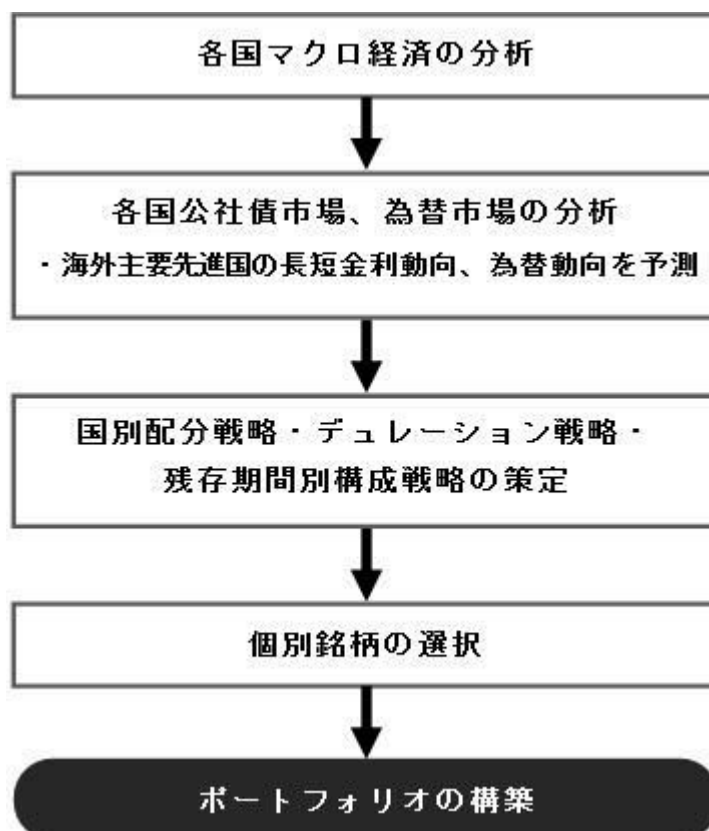 各国マクロ経済の分析
各国公社債市場、為替市場の分析
・海外主要先進国の長短金利動向、為替動向を予測
国別配分戦略・デュレーション戦略・
残存期間別構成戦略の策定
個別銘柄の選択
ポートフォリオの構築